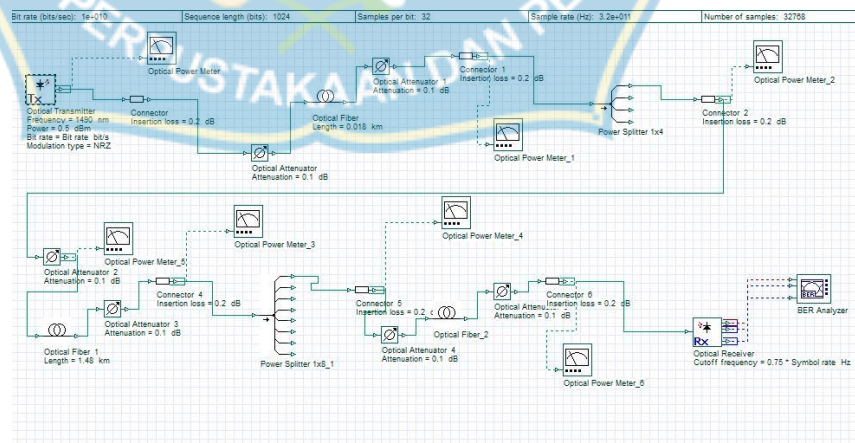 Bit rate (bits/sec): 1e+010 Sequence length (bits): 1024 Samples per bit: 32 Sample rate (Hz): 3.2e+011 Number of samples: 32768
PERPUSTAKAAN DAN PE
Optical Power Meter
Optical Transmitter
Frequency = 1490 nm
Power = 0.5 dBm
Bit rate = Bit rate bit/s
Modulation type = NRZ
Tx
Connector
Insertion loss = 0.2 dB
Optical Attenuator
Attenuation = 0.1 dB
Optical Fiber
Length = 0.018 km
Optical Attenuator 1
Attenuation = 0.1 dB
Connector 1
Insertion loss = 0.2 dB
Optical Power Meter_1
Power Splitter 1x4
Connector 2
Insertion loss = 0.2 dB
Optical Power Meter_2
Optical Attenuator 2
Attenuation = 0.1 dB
Optical Power Meter_5
Optical Fiber 1
Length = 1.48 km
Optical Attenuator 3
Attenuation = 0.1 dB
Connector 4
Insertion loss = 0.2 dB
Optical Power Meter_3
Power Splitter 1x8_1
Connector 5
Insertion loss = 0.2
Optical Power Meter_4
Optical Attenuator 4
Attenuation = 0.1 dB
Optical Fiber_2
Optical
Attenuation = 0.1 dB
Connector 6
Insertion loss = 0.2 dB
Optical Power Meter_6
Rx
Optical Receiver
Cutoff frequency = 0.75 * Symbol rate Hz
BER
BER Analyzer